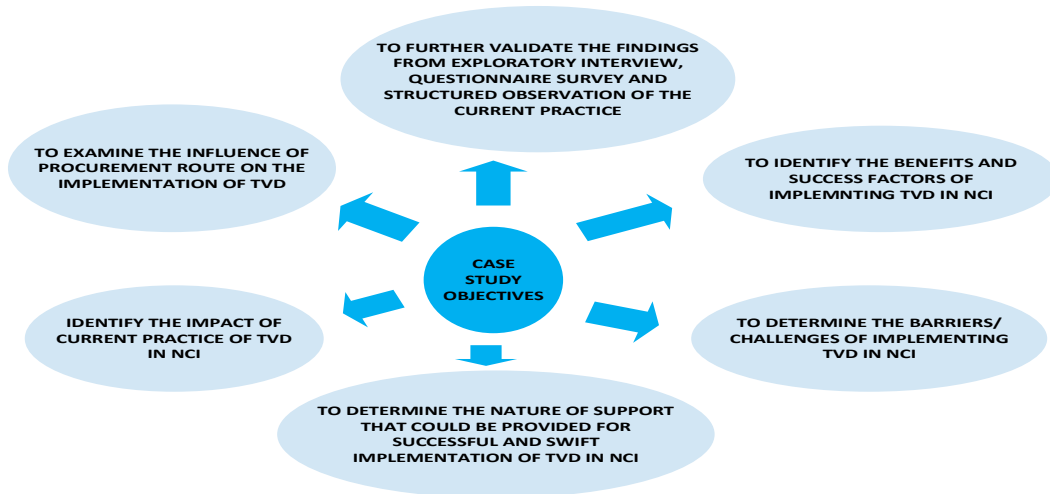 TO FURTHER VALIDATE THE FINDINGS
FROM EXPLORATORY INTERVIEW,
QUESTIONNAIRE SURVEY AND
STRUCTURED OBSERVATION OF THE
CURRENT PRACTICE
TO EXAMINE THE INFLUENCE OF
PROCUREMENT ROUTE ON THE
IMPLEMENTATION OF TVD
TO IDENTIFY THE BENEFITS AND
SUCCESS FACTORS OF
IMPLEMNTING TVD IN NCI
CASE
STUDY
OBJECTIVES
IDENTIFY THE IMPACT OF
CURRENT PRACTICE OF TVD
IN NCI
TO DETERMINE THE BARRIERS/
CHALLENGES OF IMPLEMENTING
TVD IN NCI
TO DETERMINE THE NATURE OF SUPPORT
THAT COULD BE PROVIDED FOR
SUCCESSFUL AND SWIFT
IMPLEMENTATION OF TVD IN NCI